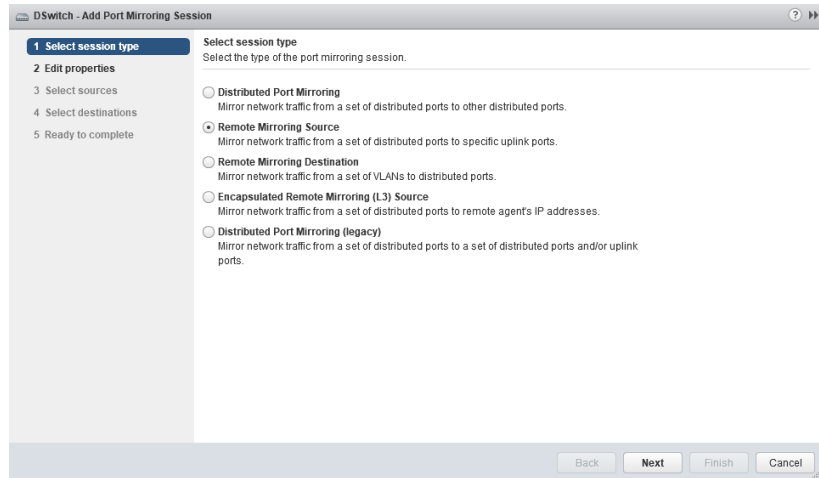 DSwitch - Add Port Mirroring Session
?
1 Select session type
2 Edit properties
3 Select sources
4 Select destinations
5 Ready to complete
Select session type
Select the type of the port mirroring session.
Distributed Port Mirroring
Mirror network traffic from a set of distributed ports to other distributed ports.
Remote Mirroring Source
Mirror network traffic from a set of distributed ports to specific uplink ports.
Remote Mirroring Destination
Mirror network traffic from a set of VLANs to distributed ports.
Encapsulated Remote Mirroring (L3) Source
Mirror network traffic from a set of distributed ports to remote agent's IP addresses.
Distributed Port Mirroring (legacy)
Mirror network traffic from a set of distributed ports to a set of distributed ports and/or uplink
ports.
Back Next Finish Cancel